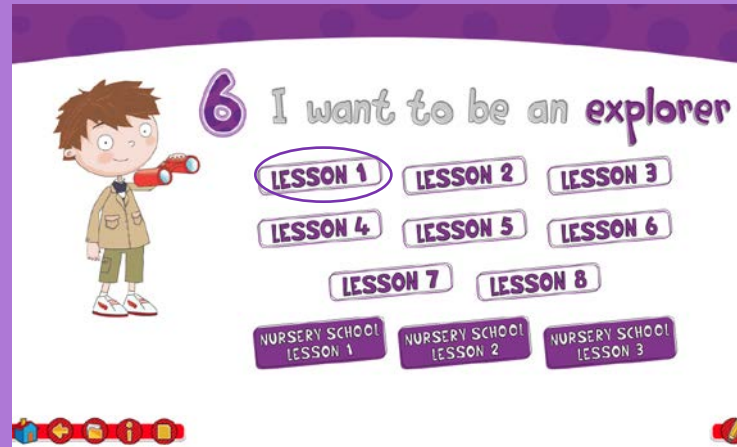 6 I want to be an explorer
LESSON 1 LESSON 2 LESSON 3
LESSON 4 LESSON 5 LESSON 6
LESSON 7 LESSON 8
NURSERY SCHOOL LESSON 1
NURSERY SCHOOL LESSON 2
NURSERY SCHOOL LESSON 3
i